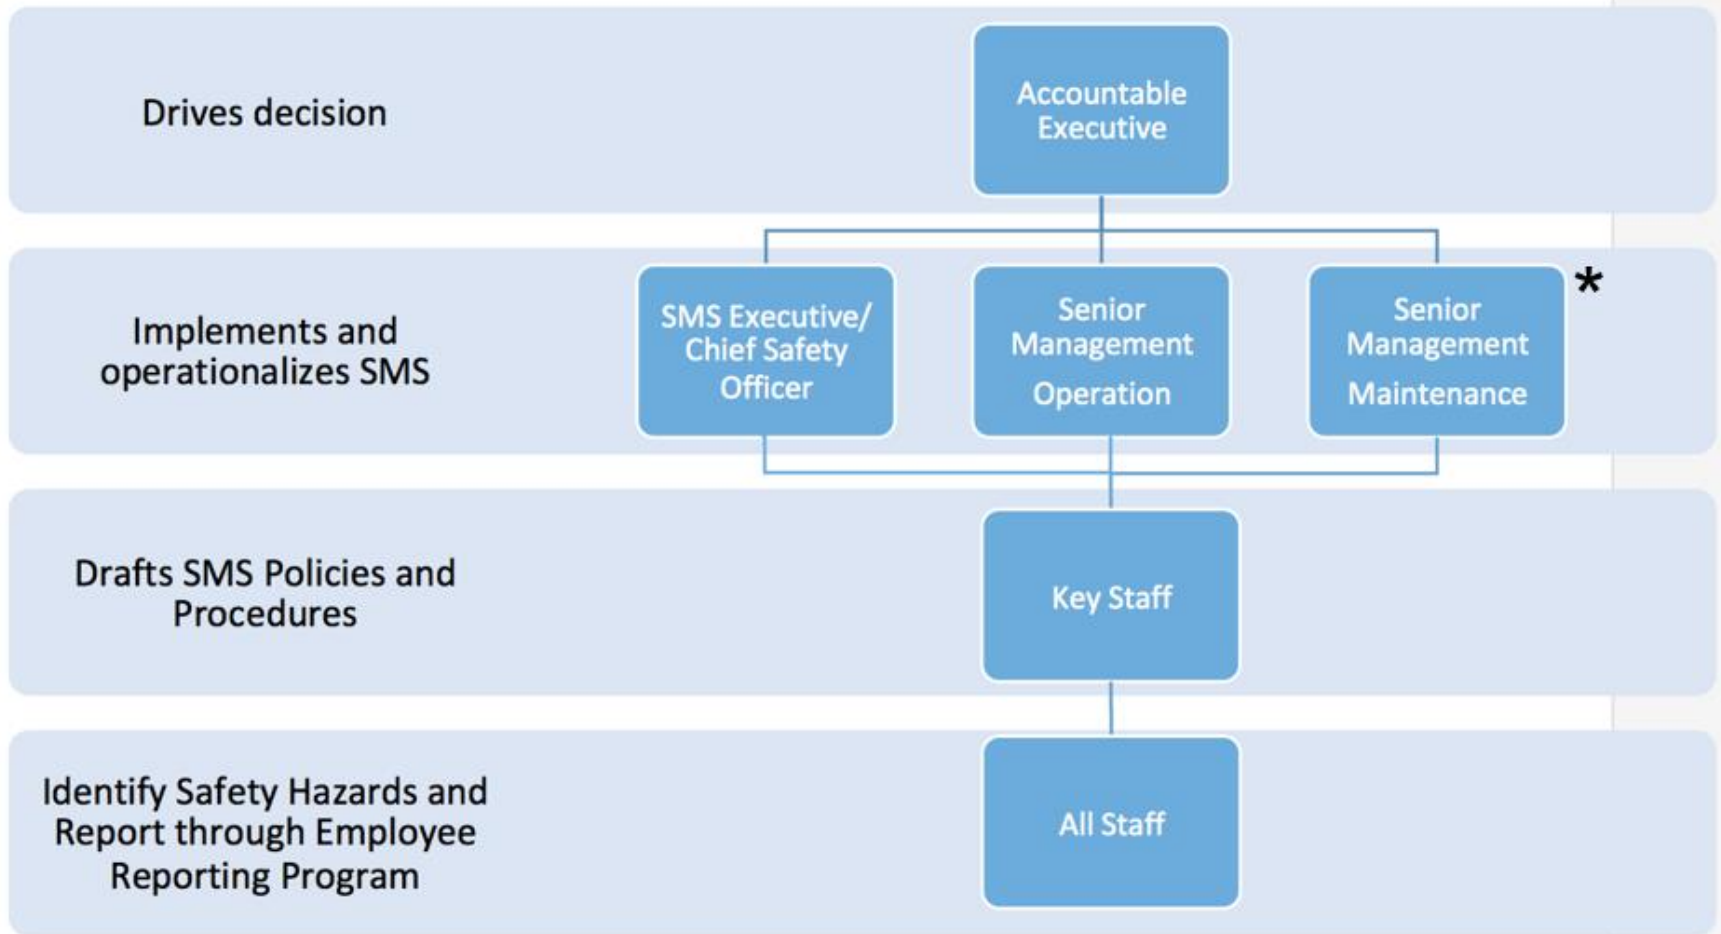 Drives decision
Accountable
Executive
Implements and
operationalizes SMS
SMS Executive/
Chief Safety
Officer
Senior
Management
Operation
Senior
Management
Maintenance
*
Drafts SMS Policies and
Procedures
Key Staff
Identify Safety Hazards and
Report through Employee
Reporting Program
All Staff